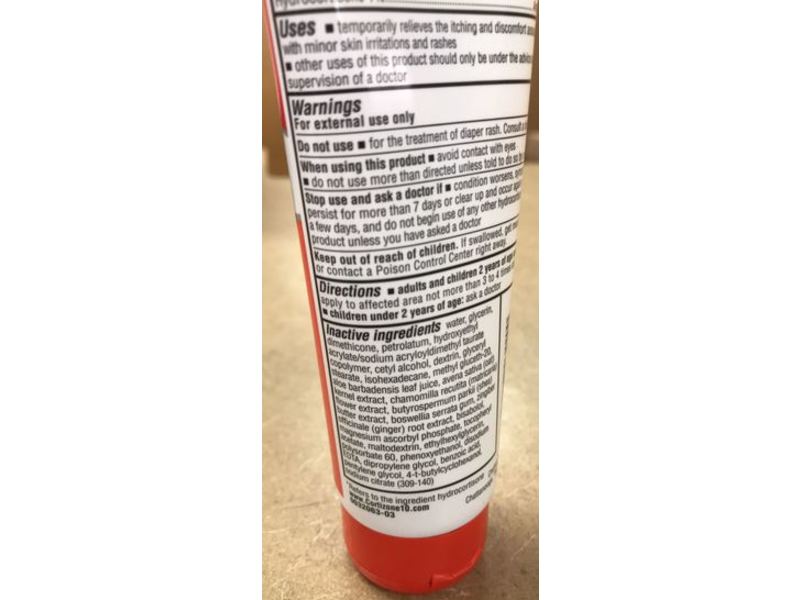 Uses ■ temporarily relieves the itching and discomfort
with minor skin irritations and rashes
■ other uses of this product should only be under the
supervision of a doctor
Warnings
For external use only
Do not use ■ for the treatment of diaper rash. Consult a
When using this product ■ avoid contact with eyes
■ do not use more than directed unless told to do so
Stop use and ask a doctor if ■ condition worsens,
persist for more than 7 days or clear up and occur
a few days, and do not begin use of any other
product unless you have asked a doctor
Keep out of reach of children. If swallowed, get
or contact a Poison Control Center right away.
Directions ■ adults and children 2 years of
apply to affected area not more than 3 to 4 times
■ children under 2 years of age: ask a doctor
Inactive ingredients water, glycerin,
dimethicone, petrolatum, hydroxyethyl
acrylate/sodium acryloyldimethyl taurate
copolymer, cetyl alcohol, dextrin, glyceryl
stearate, isohexadecane, methyl gluceth-20,
aloe barbadensis leaf juice, avena sativa (oat)
kernel extract, chamomilla recutita (matricaria)
flower extract, butyrospermum parkii (shea)
butter extract, boswellia serrata gum, zingiber
officinale (ginger) root extract, bisabolol,
magnesium ascorbyl phosphate, tocopheryl
acetate, maltodextrin, ethylhexylglycerin,
polysorbate 60, phenoxyethanol, disodium
EDTA, dipropylene glycol, benzoic acid,
pentylene glycol, 4-t-butylcyclohexanol,
sodium citrate (309-140)
*Refers to the ingredient hydrocortisone
www.Cortizone10.com
5032063-03